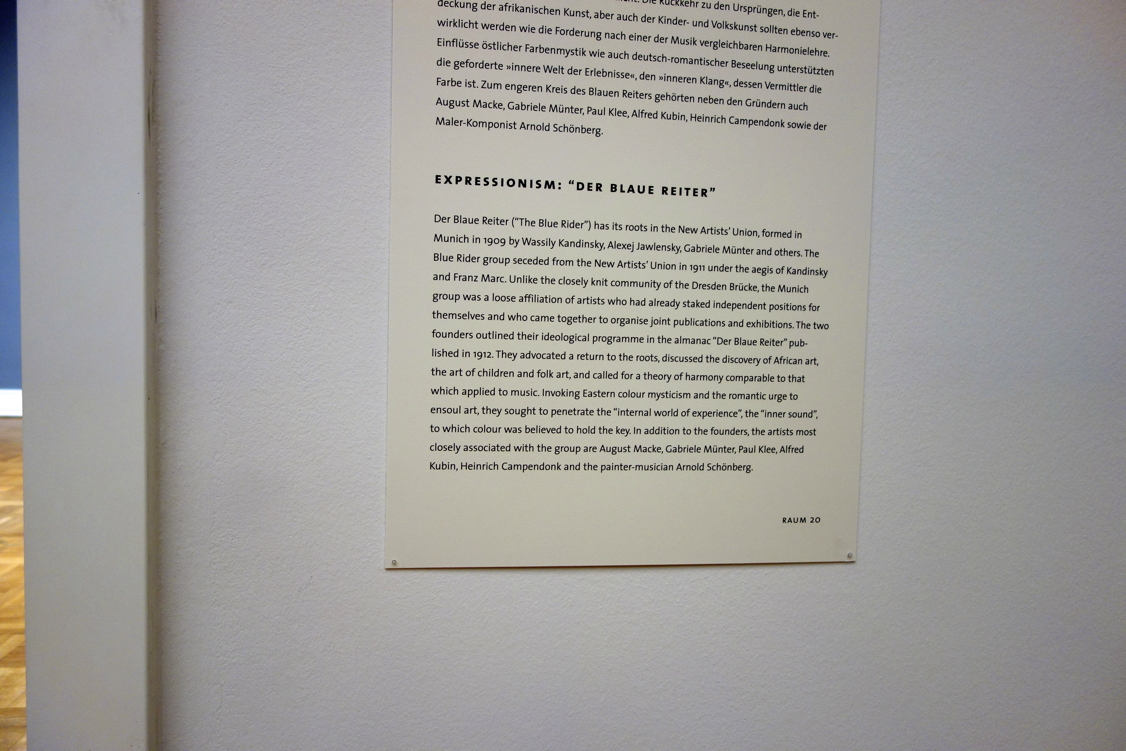 Die Rückkehr zu den Ursprüngen, die Ent-
deckung der afrikanischen Kunst, aber auch der Kinder- und Volkskunst sollten ebenso ver-
wirklicht werden wie die Forderung nach einer der Musik vergleichbaren Harmonielehre.
Einflüsse östlicher Farbenmystik wie auch deutsch-romantischer Beseelung unterstützten
die geforderte »innere Welt der Erlebnisse«, den »inneren Klang«, dessen Vermittler die
Farbe ist. Zum engeren Kreis des Blauen Reiters gehörten neben den Gründern auch
August Macke, Gabriele Münter, Paul Klee, Alfred Kubin, Heinrich Campendonk sowie der
Maler-Komponist Arnold Schönberg.
EXPRESSIONISM: “DER BLAUE REITER”
Der Blaue Reiter (“The Blue Rider”) has its roots in the New Artists’ Union, formed in
Munich in 1909 by Wassily Kandinsky, Alexej Jawlensky, Gabriele Münter and others. The
Blue Rider group seceded from the New Artists’ Union in 1911 under the aegis of Kandinsky
and Franz Marc. Unlike the closely knit community of the Dresden Brücke, the Munich
group was a loose affiliation of artists who had already staked independent positions for
themselves and who came together to organise joint publications and exhibitions. The two
founders outlined their ideological programme in the almanac “Der Blaue Reiter” pub-
lished in 1912. They advocated a return to the roots, discussed the discovery of African art,
the art of children and folk art, and called for a theory of harmony comparable to that
which applied to music. Invoking Eastern colour mysticism and the romantic urge to
ensoul art, they sought to penetrate the “internal world of experience”, the “inner sound”,
to which colour was believed to hold the key. In addition to the founders, the artists most
closely associated with the group are August Macke, Gabriele Münter, Paul Klee, Alfred
Kubin, Heinrich Campendonk and the painter-musician Arnold Schönberg.
RAUM 20